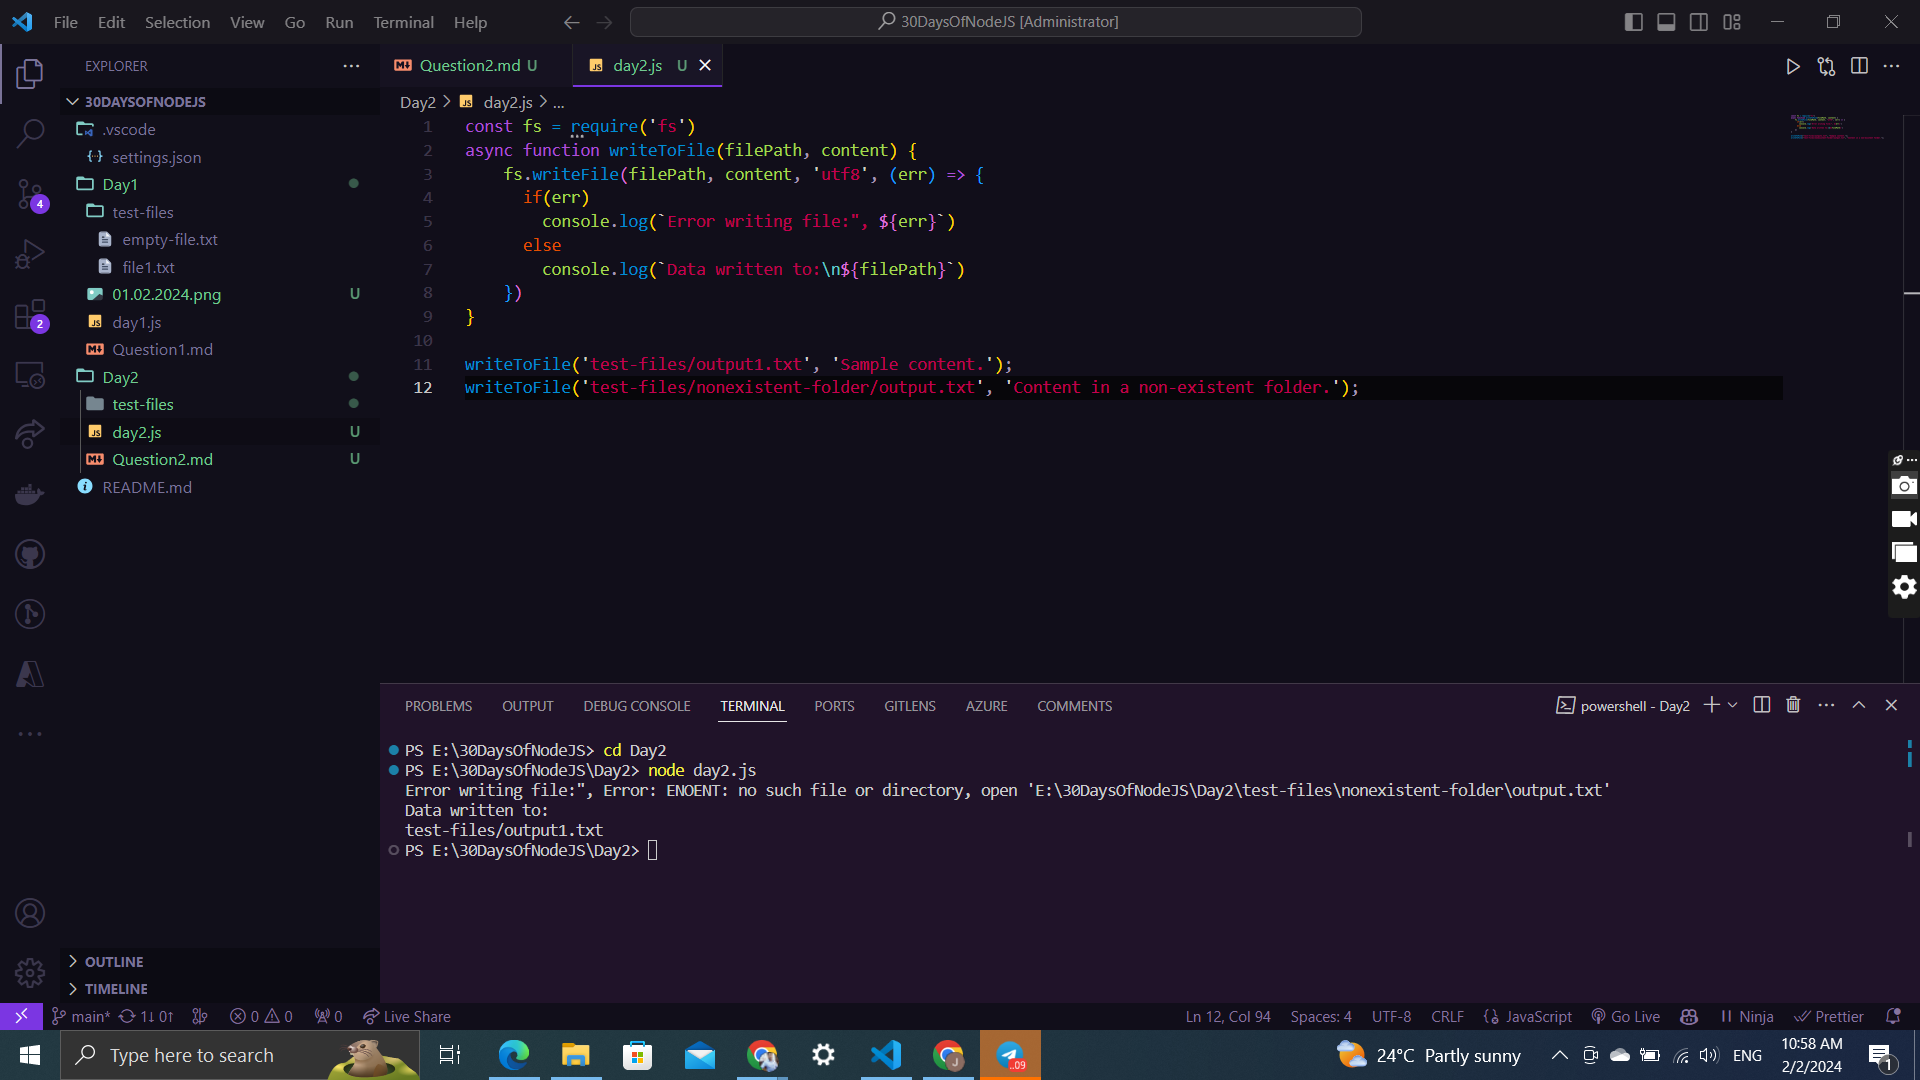 File Edit Selection View Go Run Terminal Help
30DaysOfNodeJS [Administrator]
EXPLORER
30DAYSOFNODEJS
.vscode
settings.json
Day1
test-files
empty-file.txt
file1.txt
01.02.2024.png U
day1.js
Question1.md
Day2
test-files
day2.js U
Question2.md U
README.md
OUTLINE
TIMELINE
4
2
Question2.md U
day2.js U
Day2 > day2.js > ...
1 const fs = require('fs')
2 async function writeToFile(filePath, content) {
3 fs.writeFile(filePath, content, 'utf8', (err) => {
4 if(err)
5 console.log(`Error writing file:", ${err}`)
6 else
7 console.log(`Data written to:\n${filePath}`)
8 })
9 }
10
11 writeToFile('test-files/output1.txt', 'Sample content.');
12 writeToFile('test-files/nonexistent-folder/output.txt', 'Content in a non-existent folder.');
PROBLEMS OUTPUT DEBUG CONSOLE TERMINAL PORTS GITLENS AZURE COMMENTS
powershell - Day2
PS E:\30DaysOfNodeJS> cd Day2
PS E:\30DaysOfNodeJS\Day2> node day2.js
Error writing file:", Error: ENOENT: no such file or directory, open 'E:\30DaysOfNodeJS\Day2\test-files\nonexistent-folder\output.txt'
Data written to:
test-files/output1.txt
PS E:\30DaysOfNodeJS\Day2>
main* 1↓ 0↑ 0 0 0 Live Share
Ln 12, Col 94 Spaces: 4 UTF-8 CRLF JavaScript Go Live Ninja Prettier
Type here to search
..09
24°C Partly sunny
ENG
10:58 AM
2/2/2024
1